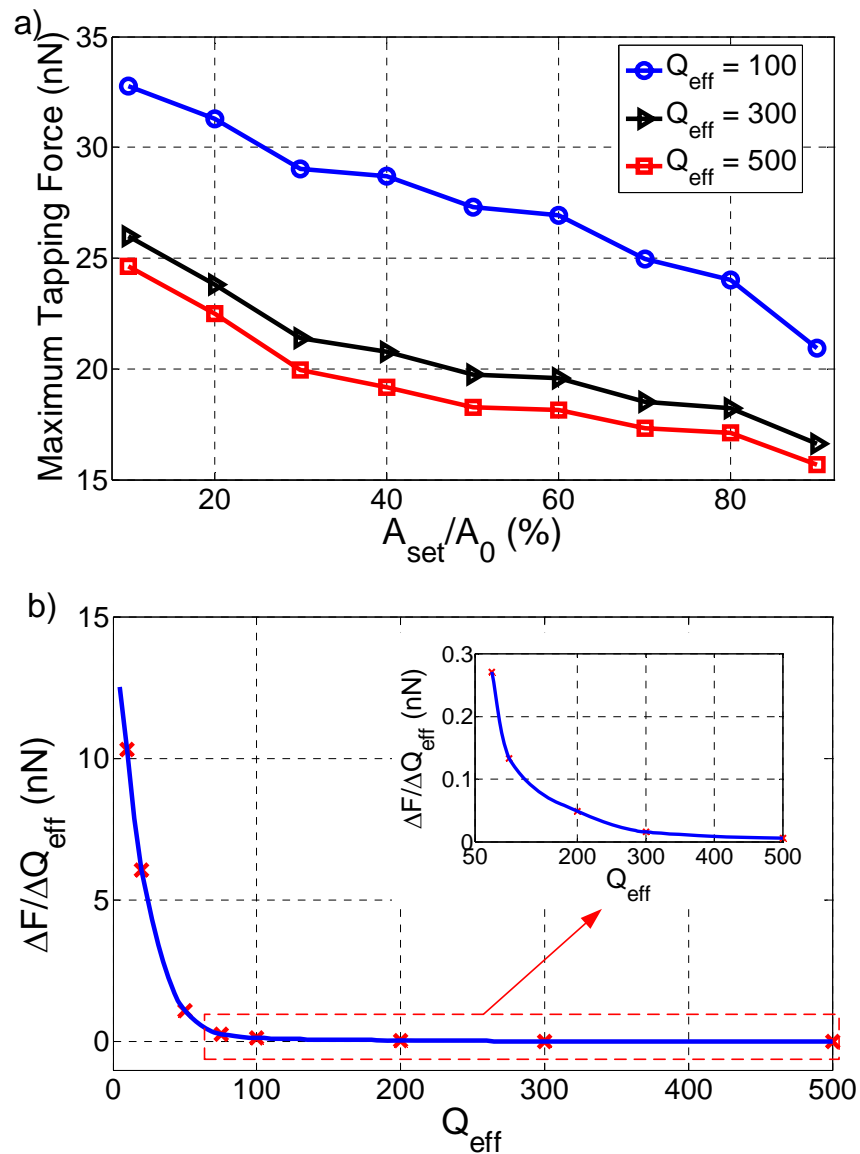 a)
35
30
25
20
15
Maximum Tapping Force (nN)
Q_eff = 100
Q_eff = 300
Q_eff = 500
20 40 60 80
A_set/A_0 (%)
b)
15
10
5
0
ΔF/ΔQ_eff (nN)
0.3
0.2
0.1
0
ΔF/ΔQ_eff (nN)
50 200 300 400 500
Q_eff
0 100 200 300 400 500
Q_eff